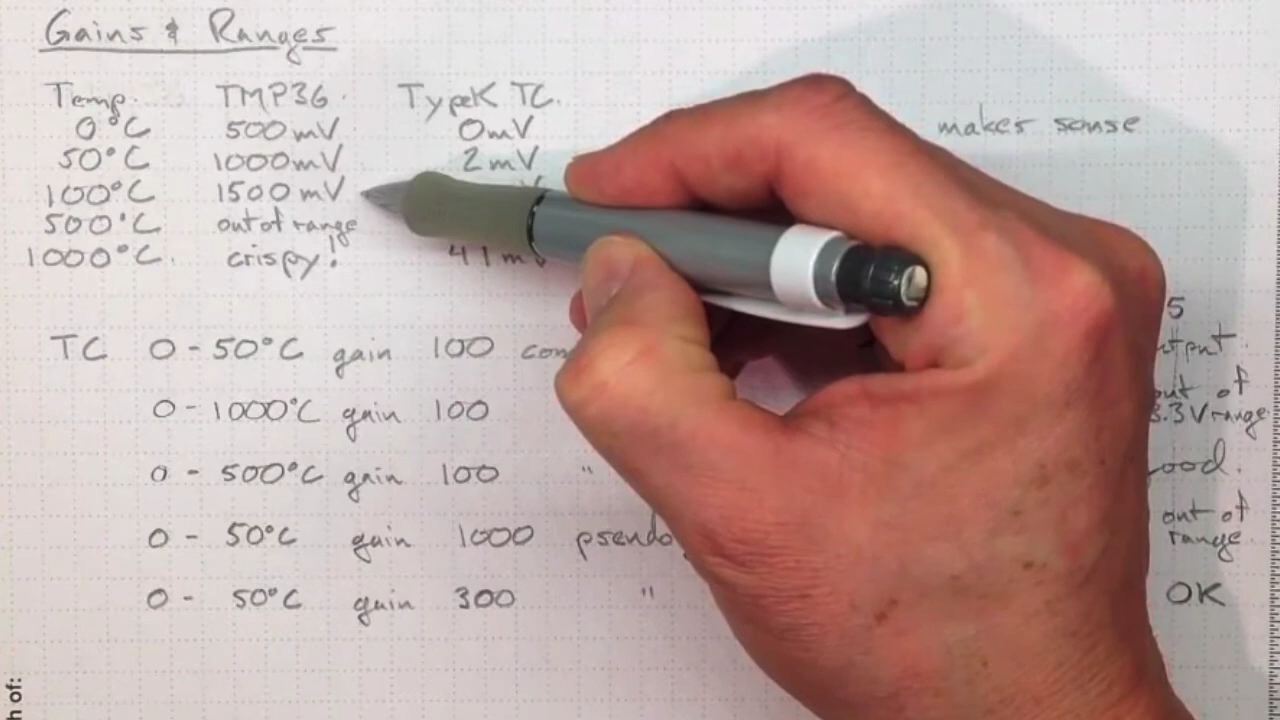 Gains & Ranges
Temp. TMP36 TypeK TC.
0°C 500mV 0mV makes sense
50°C 1000mV 2mV
100°C 1500mV
500°C out of range
1000°C. crispy! 41mV
5
TC 0-50°C gain 100
out of
0-1000°C gain 100 3.3V range
0-500°C gain 100 "
out of
0- 50°C gain 1000 pseudo range
0- 50°C gain 300 " OK
h of: